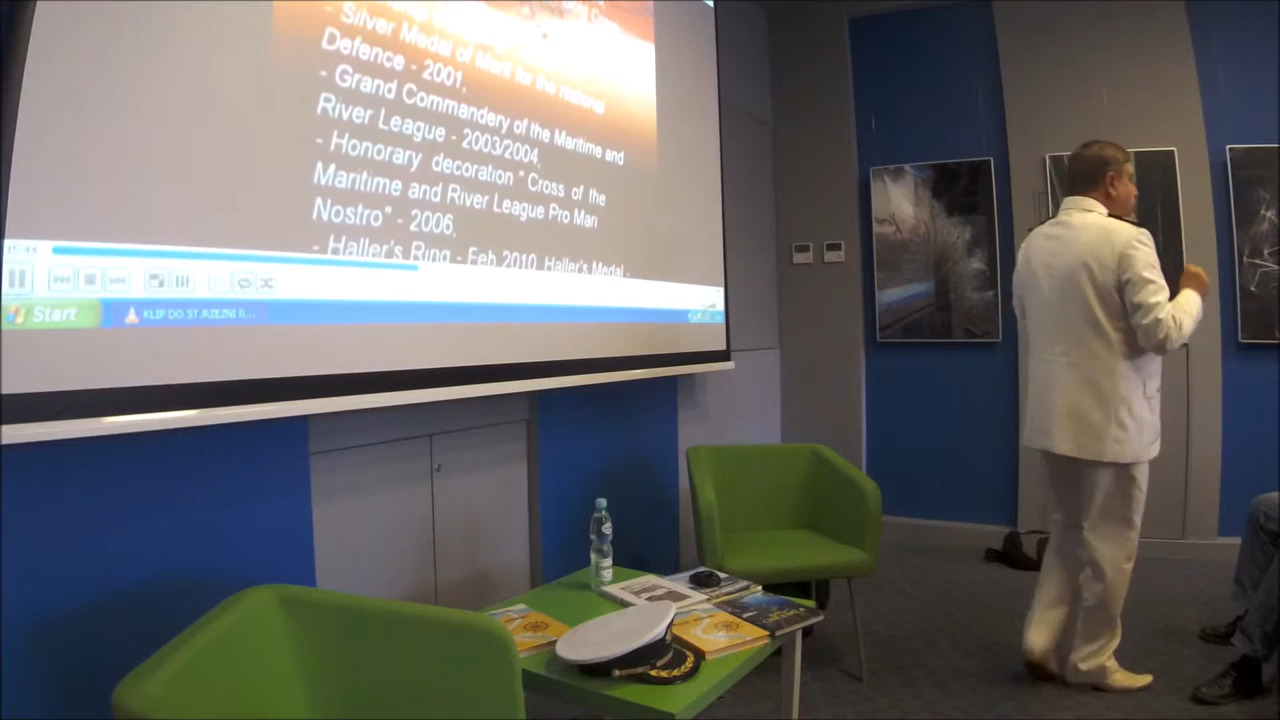 - Silver Medal of Merit for the National
Defence - 2001,
- Grand Commandery of the Maritime and
River League - 2003/2004,
- Honorary decoration " Cross of the
Maritime and River League Pro Mari
Nostro" - 2006,
- Haller's Ring - Feb 2010, Haller's Medal -
Start
KLIP DO